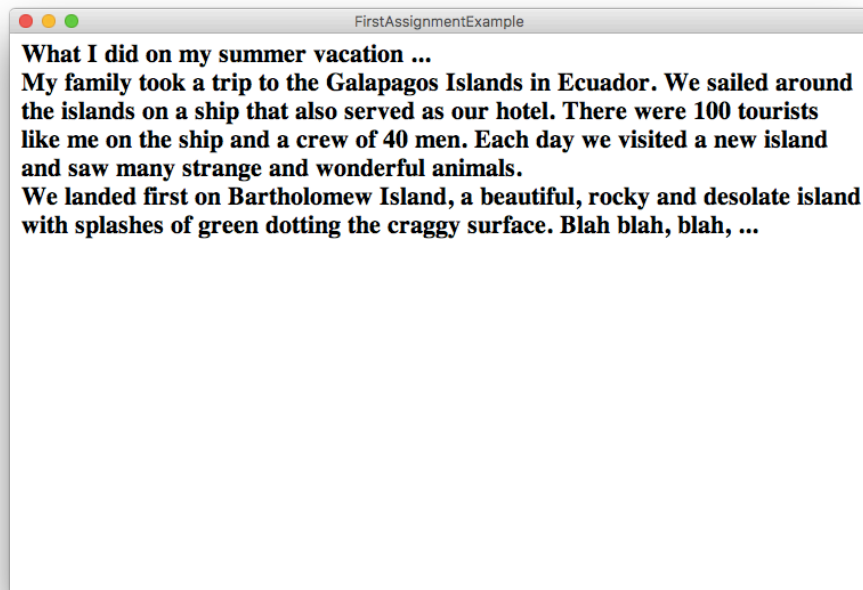 FirstAssignmentExample
What I did on my summer vacation ...
My family took a trip to the Galapagos Islands in Ecuador. We sailed around
the islands on a ship that also served as our hotel. There were 100 tourists
like me on the ship and a crew of 40 men. Each day we visited a new island
and saw many strange and wonderful animals.
We landed first on Bartholomew Island, a beautiful, rocky and desolate island
with splashes of green dotting the craggy surface. Blah blah, blah, ...